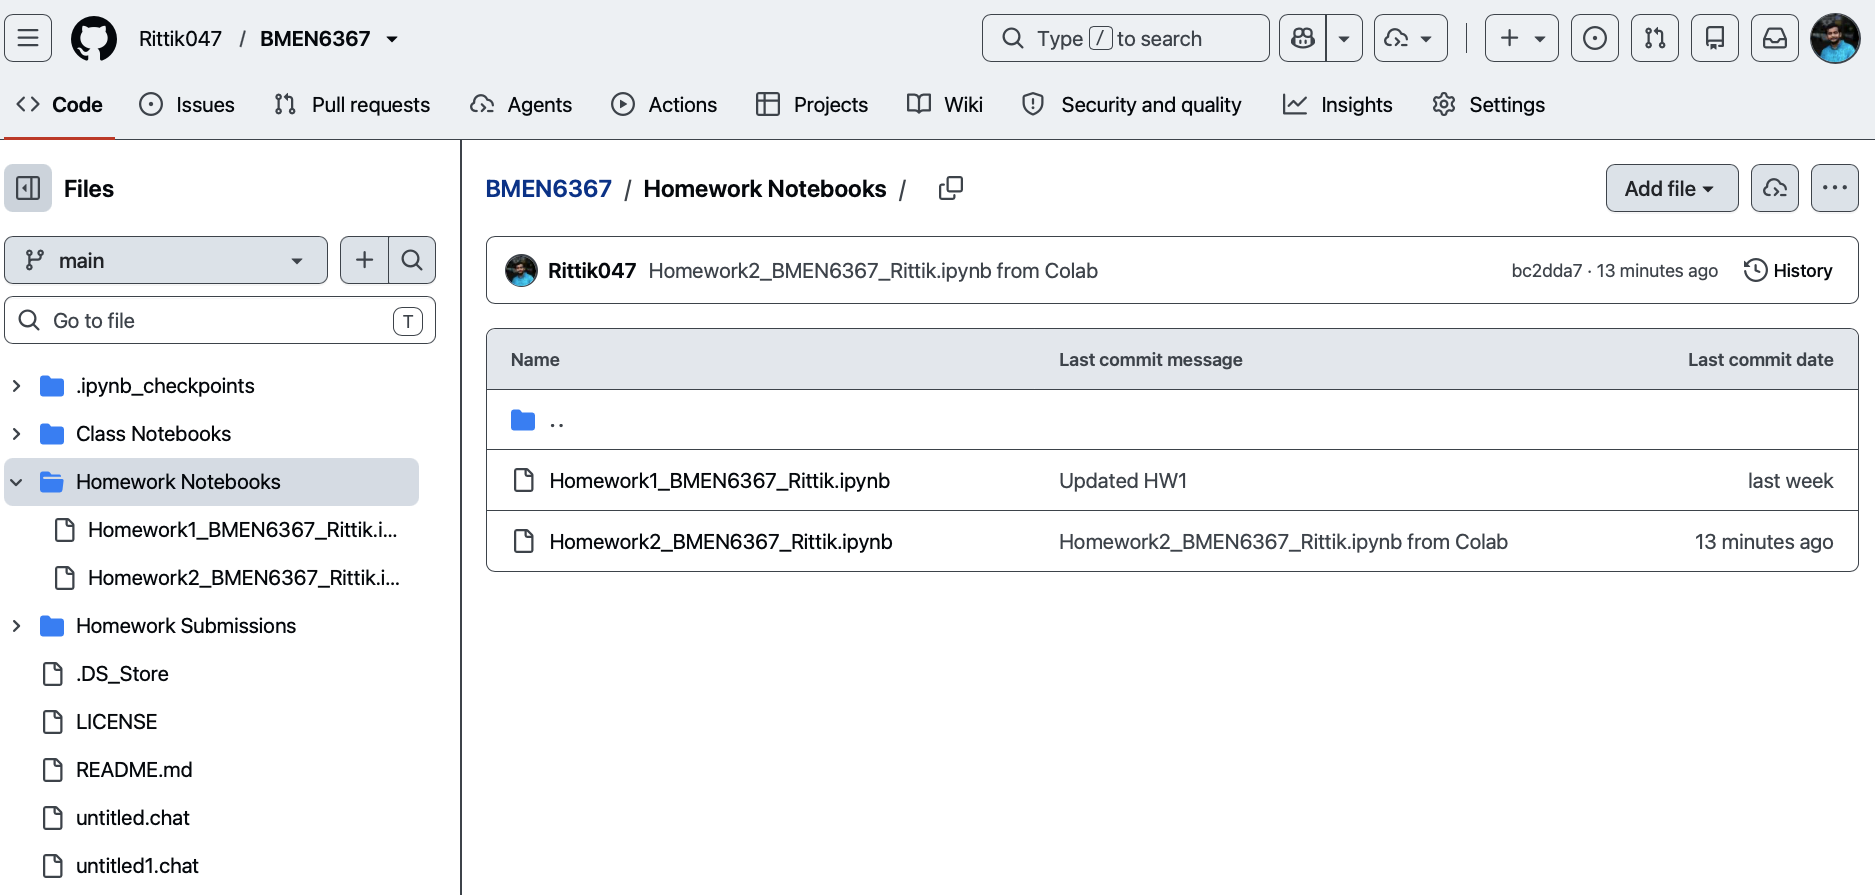 Rittik047 / BMEN6367
Type / to search
Code Issues Pull requests Agents Actions Projects Wiki Security and quality Insights Settings
Files
main
Go to file T
.ipynb_checkpoints
Class Notebooks
Homework Notebooks
Homework1_BMEN6367_Rittik.i...
Homework2_BMEN6367_Rittik.i...
Homework Submissions
.DS_Store
LICENSE
README.md
untitled.chat
untitled1.chat
BMEN6367 / Homework Notebooks /
Add file
Rittik047 Homework2_BMEN6367_Rittik.ipynb from Colab bc2dda7 · 13 minutes ago History
Name Last commit message Last commit date
..
Homework1_BMEN6367_Rittik.ipynb Updated HW1 last week
Homework2_BMEN6367_Rittik.ipynb Homework2_BMEN6367_Rittik.ipynb from Colab 13 minutes ago